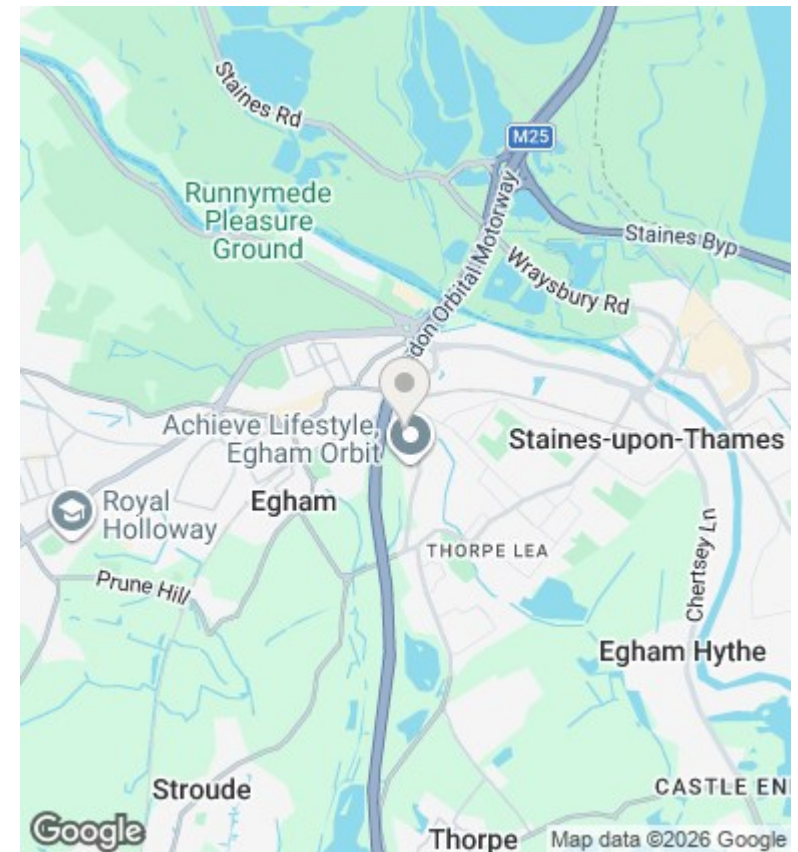 Staines Rd
M25
Runnymede
Pleasure
Ground
Staines Byp
Wraysbury Rd
don Orbital Motorway
Achieve Lifestyle,
Egham Orbit
Staines-upon-Thames
Royal
Holloway
Egham
THORPE LEA
Prune Hill
Chertsey Ln
Egham Hythe
Stroude
CASTLE EN
Google
Thorpe
Map data ©2026 Google